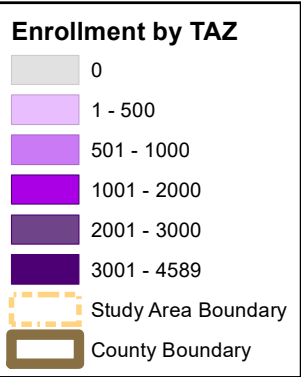 Enrollment by TAZ
0
1 - 500
501 - 1000
1001 - 2000
2001 - 3000
3001 - 4589
Study Area Boundary
County Boundary